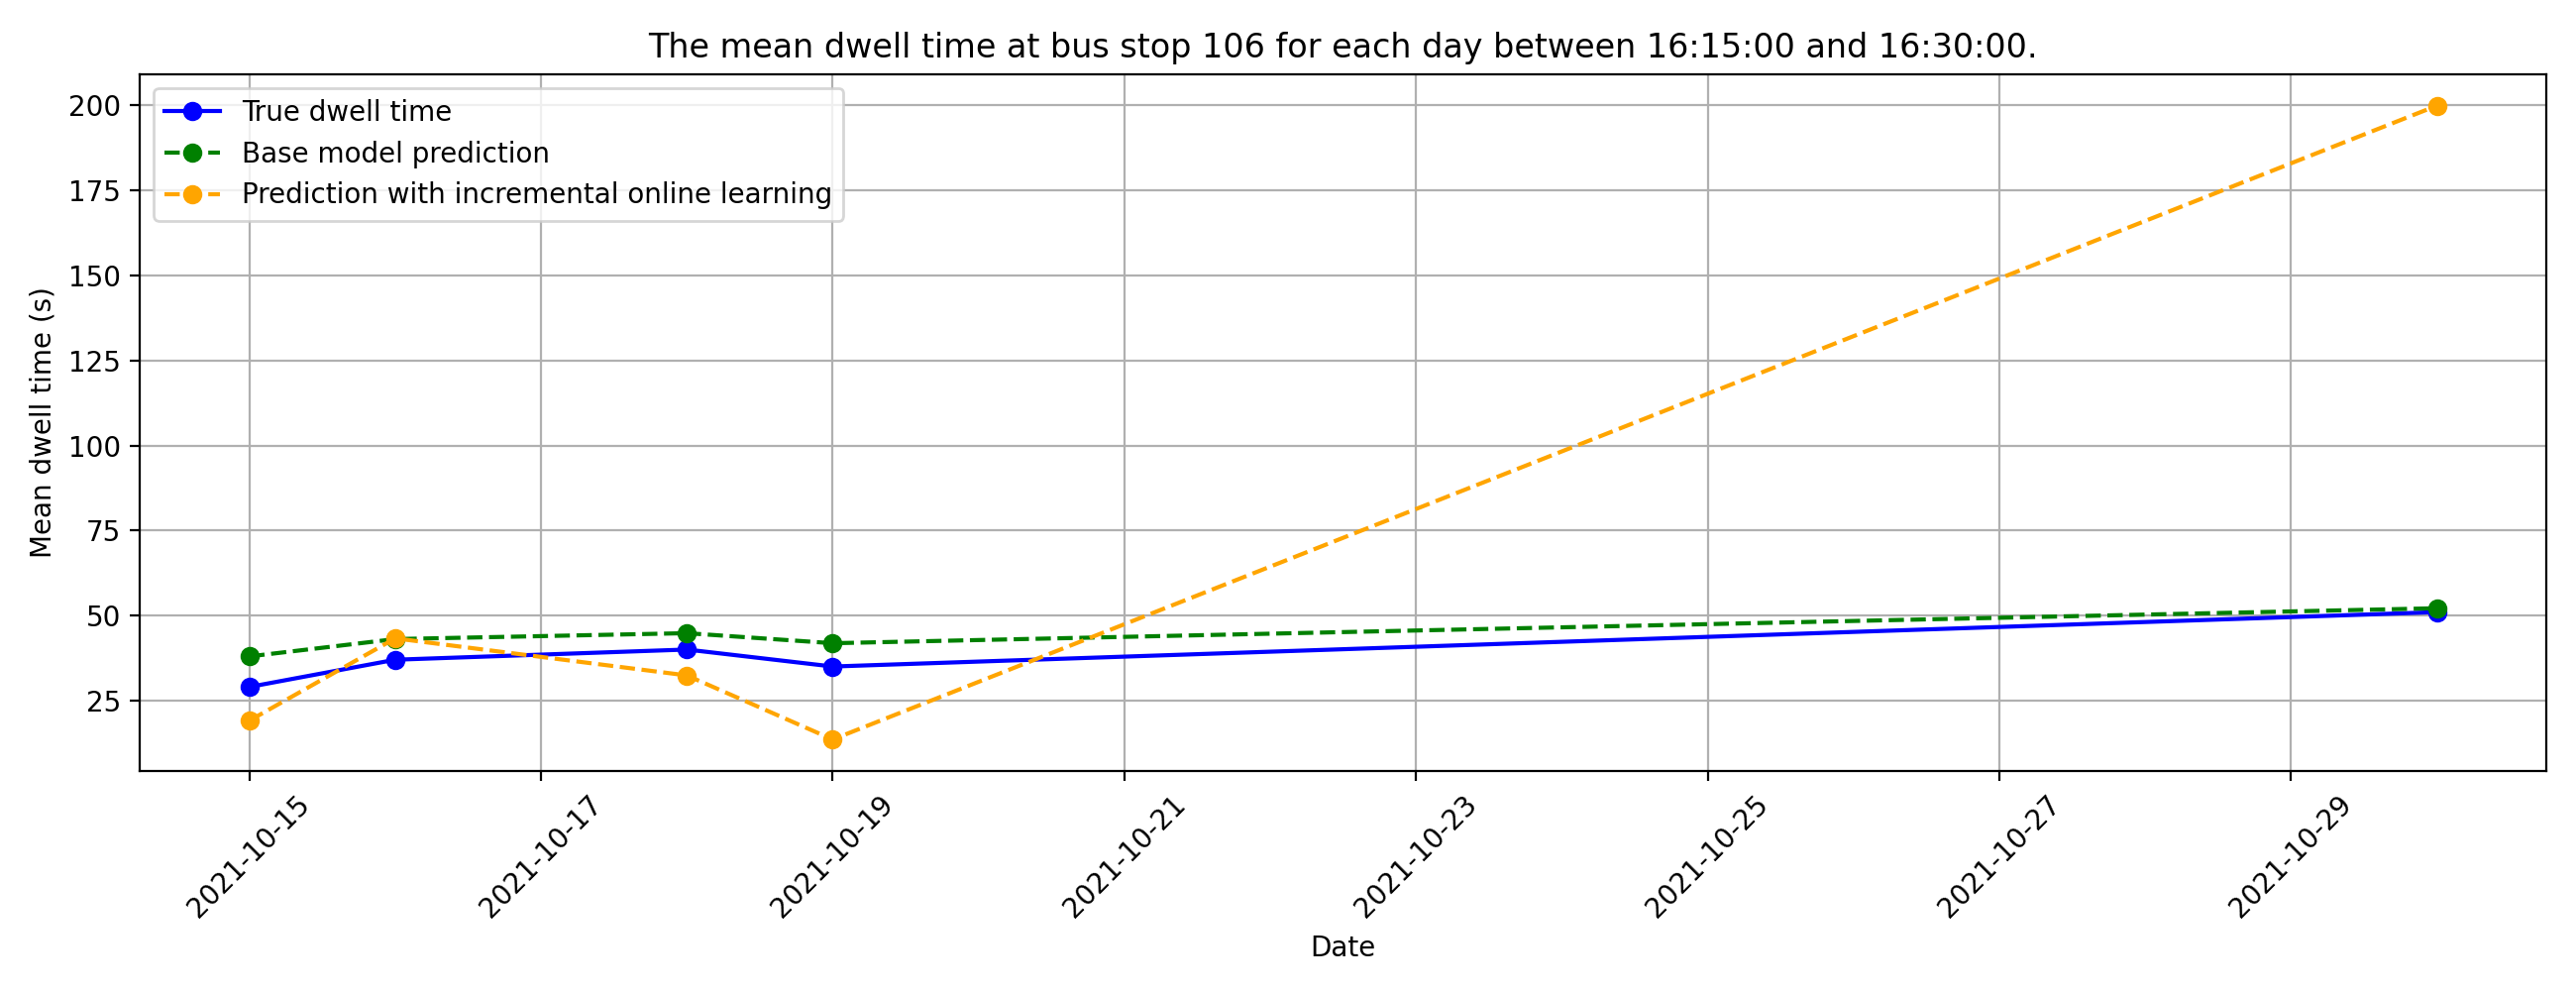 The mean dwell time at bus stop 106 for each day between 16:15:00 and 16:30:00.
True dwell time
Base model prediction
Prediction with incremental online learning
Mean dwell time (s)
200
175
150
125
100
75
50
25
2021-10-15
2021-10-17
2021-10-19
2021-10-21
2021-10-23
2021-10-25
2021-10-27
2021-10-29
Date